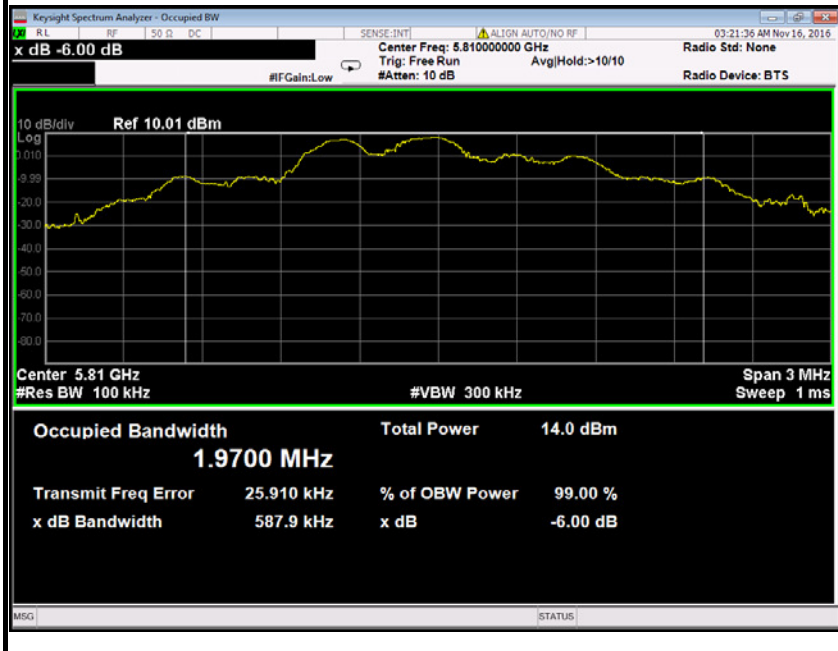 Keysight Spectrum Analyzer - Occupied BW
RL RF 50 Ω DC SENSE:INT ALIGN AUTO/NO RF 03:21:36 AM Nov 16, 2016
x dB -6.00 dB Center Freq: 5.810000000 GHz Radio Std: None
Trig: Free Run Avg|Hold:>10/10
#IFGain:Low #Atten: 10 dB Radio Device: BTS
10 dB/div Ref 10.01 dBm
Log
0.010
-9.99
-20.0
-30.0
-40.0
-50.0
-60.0
-70.0
-80.0
Center 5.81 GHz Span 3 MHz
#Res BW 100 kHz #VBW 300 kHz Sweep 1 ms
Occupied Bandwidth Total Power 14.0 dBm
1.9700 MHz
Transmit Freq Error 25.910 kHz % of OBW Power 99.00 %
x dB Bandwidth 587.9 kHz x dB -6.00 dB
MSG STATUS